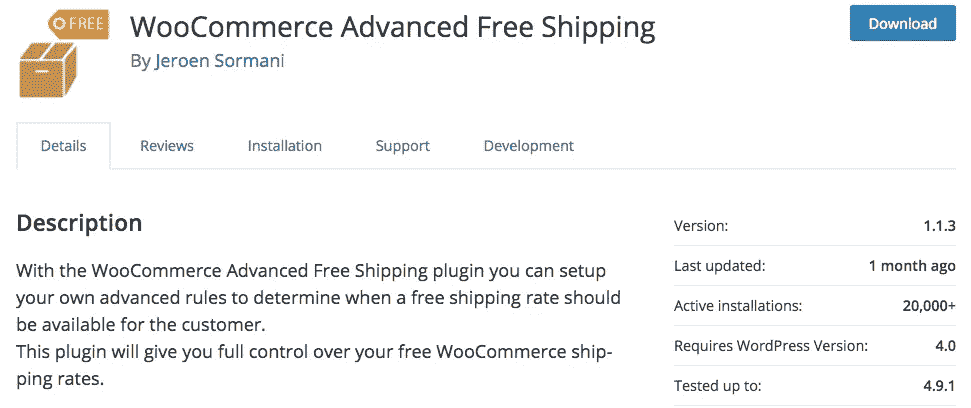 FREE
WooCommerce Advanced Free Shipping
Download
By Jeroen Sormani
Details
Reviews
Installation
Support
Development
Description
With the WooCommerce Advanced Free Shipping plugin you can setup
your own advanced rules to determine when a free shipping rate should
be available for the customer.
This plugin will give you full control over your free WooCommerce ship-
ping rates.
Version: 1.1.3
Last updated: 1 month ago
Active installations: 20,000+
Requires WordPress Version: 4.0
Tested up to: 4.9.1